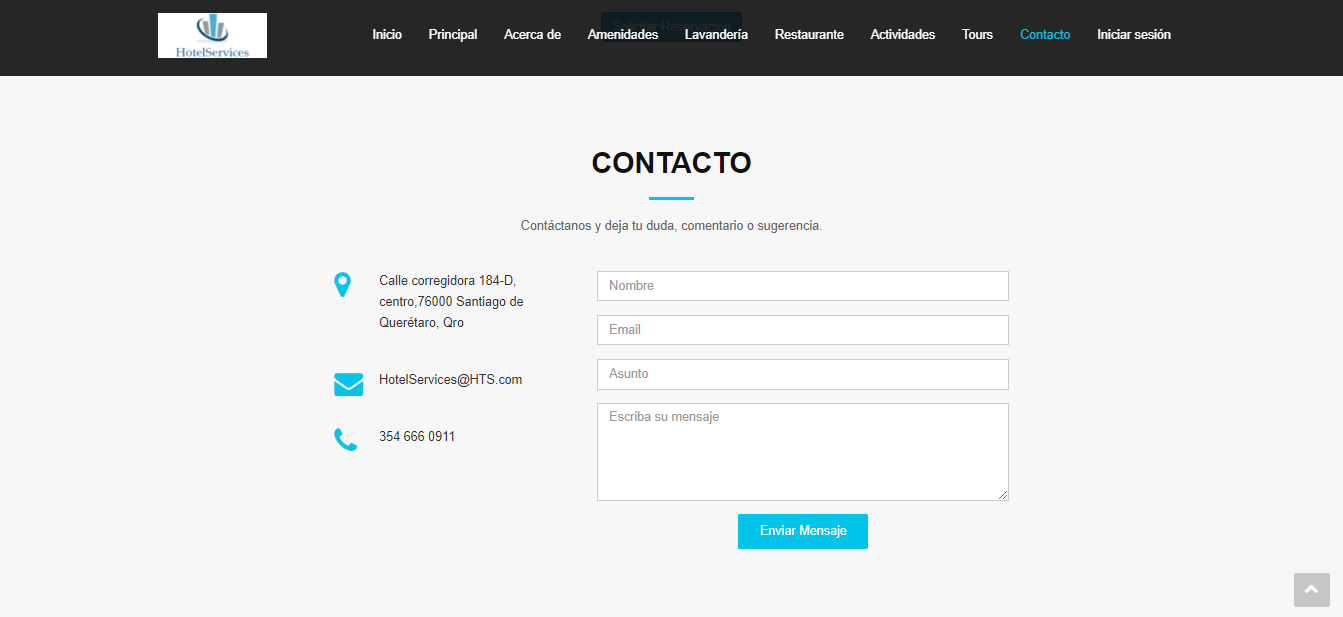 HotelServices
Solicitar Reservación
Inicio Principal Acerca de Amenidades Lavandería Restaurante Actividades Tours Contacto Iniciar sesión
CONTACTO
Contáctanos y deja tu duda, comentario o sugerencia.
Calle corregidora 184-D,
centro,76000 Santiago de
Querétaro, Qro
HotelServices@HTS.com
354 666 0911
Nombre
Email
Asunto
Escriba su mensaje
Enviar Mensaje